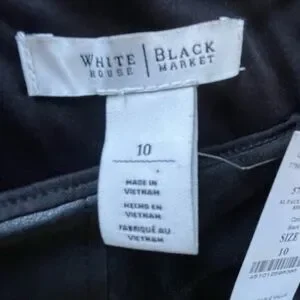 WHITE | BLACK
HOUSE | MARKET
10
MADE IN
VIETNAM
HECHO EN
VIETNAM
FABRIQUÉ AU
VIETNAM
SIZE
10